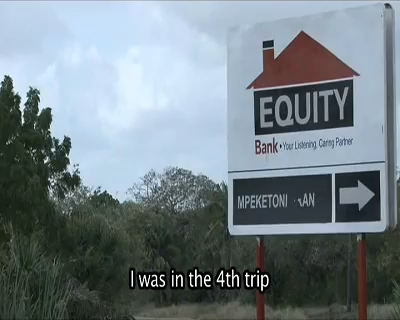 EQUITY
Bank • Your Listening, Caring Partner
MPEKETONI
I was in the 4th trip